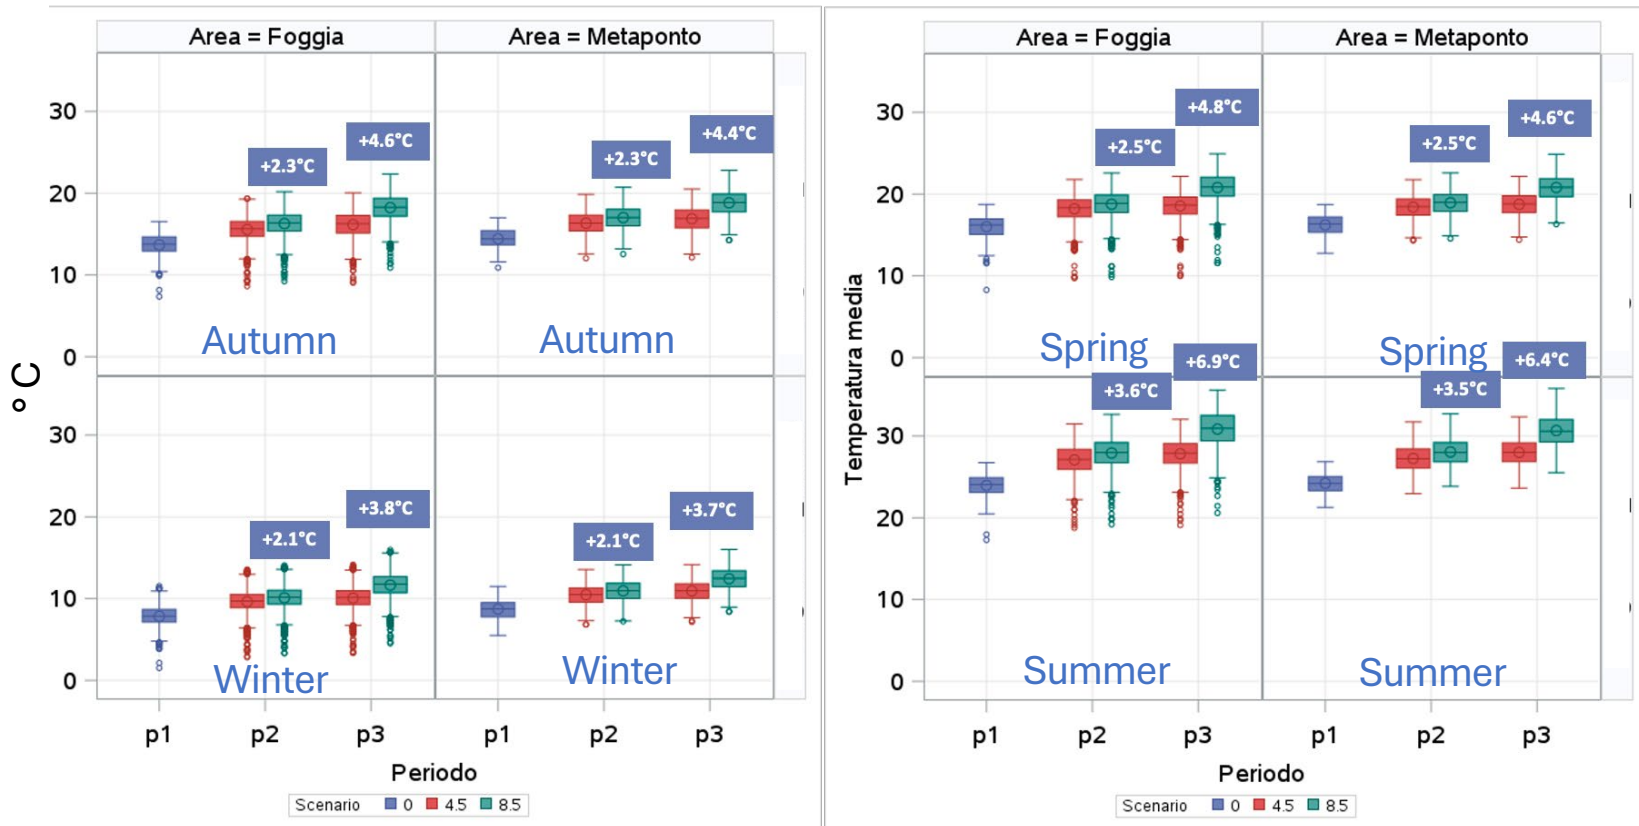 Area = Foggia
Area = Metaponto
30
20
10
0
+2.3°C
+4.6°C
+2.3°C
+4.4°C
Autumn
Autumn
°C
30
20
10
0
+2.1°C
+3.8°C
+2.1°C
+3.7°C
Winter
Winter
p1
p2
p3
p1
p2
p3
Periodo
Scenario 0 4.5 8.5
Area = Foggia
Area = Metaponto
30
20
10
0
+2.5°C
+4.8°C
+2.5°C
+4.6°C
Spring
Spring
Temperatura media
30
20
10
0
+3.6°C
+6.9°C
+3.5°C
+6.4°C
Summer
Summer
p1
p2
p3
p1
p2
p3
Periodo
Scenario 0 4.5 8.5